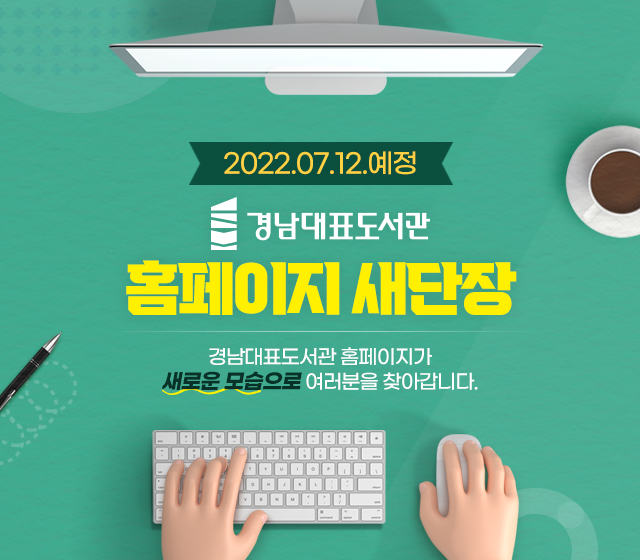 2022.07.12.예정
경남대표도서관
홈페이지 새단장
경남대표도서관 홈페이지가
새로운 모습으로 여러분을 찾아갑니다.